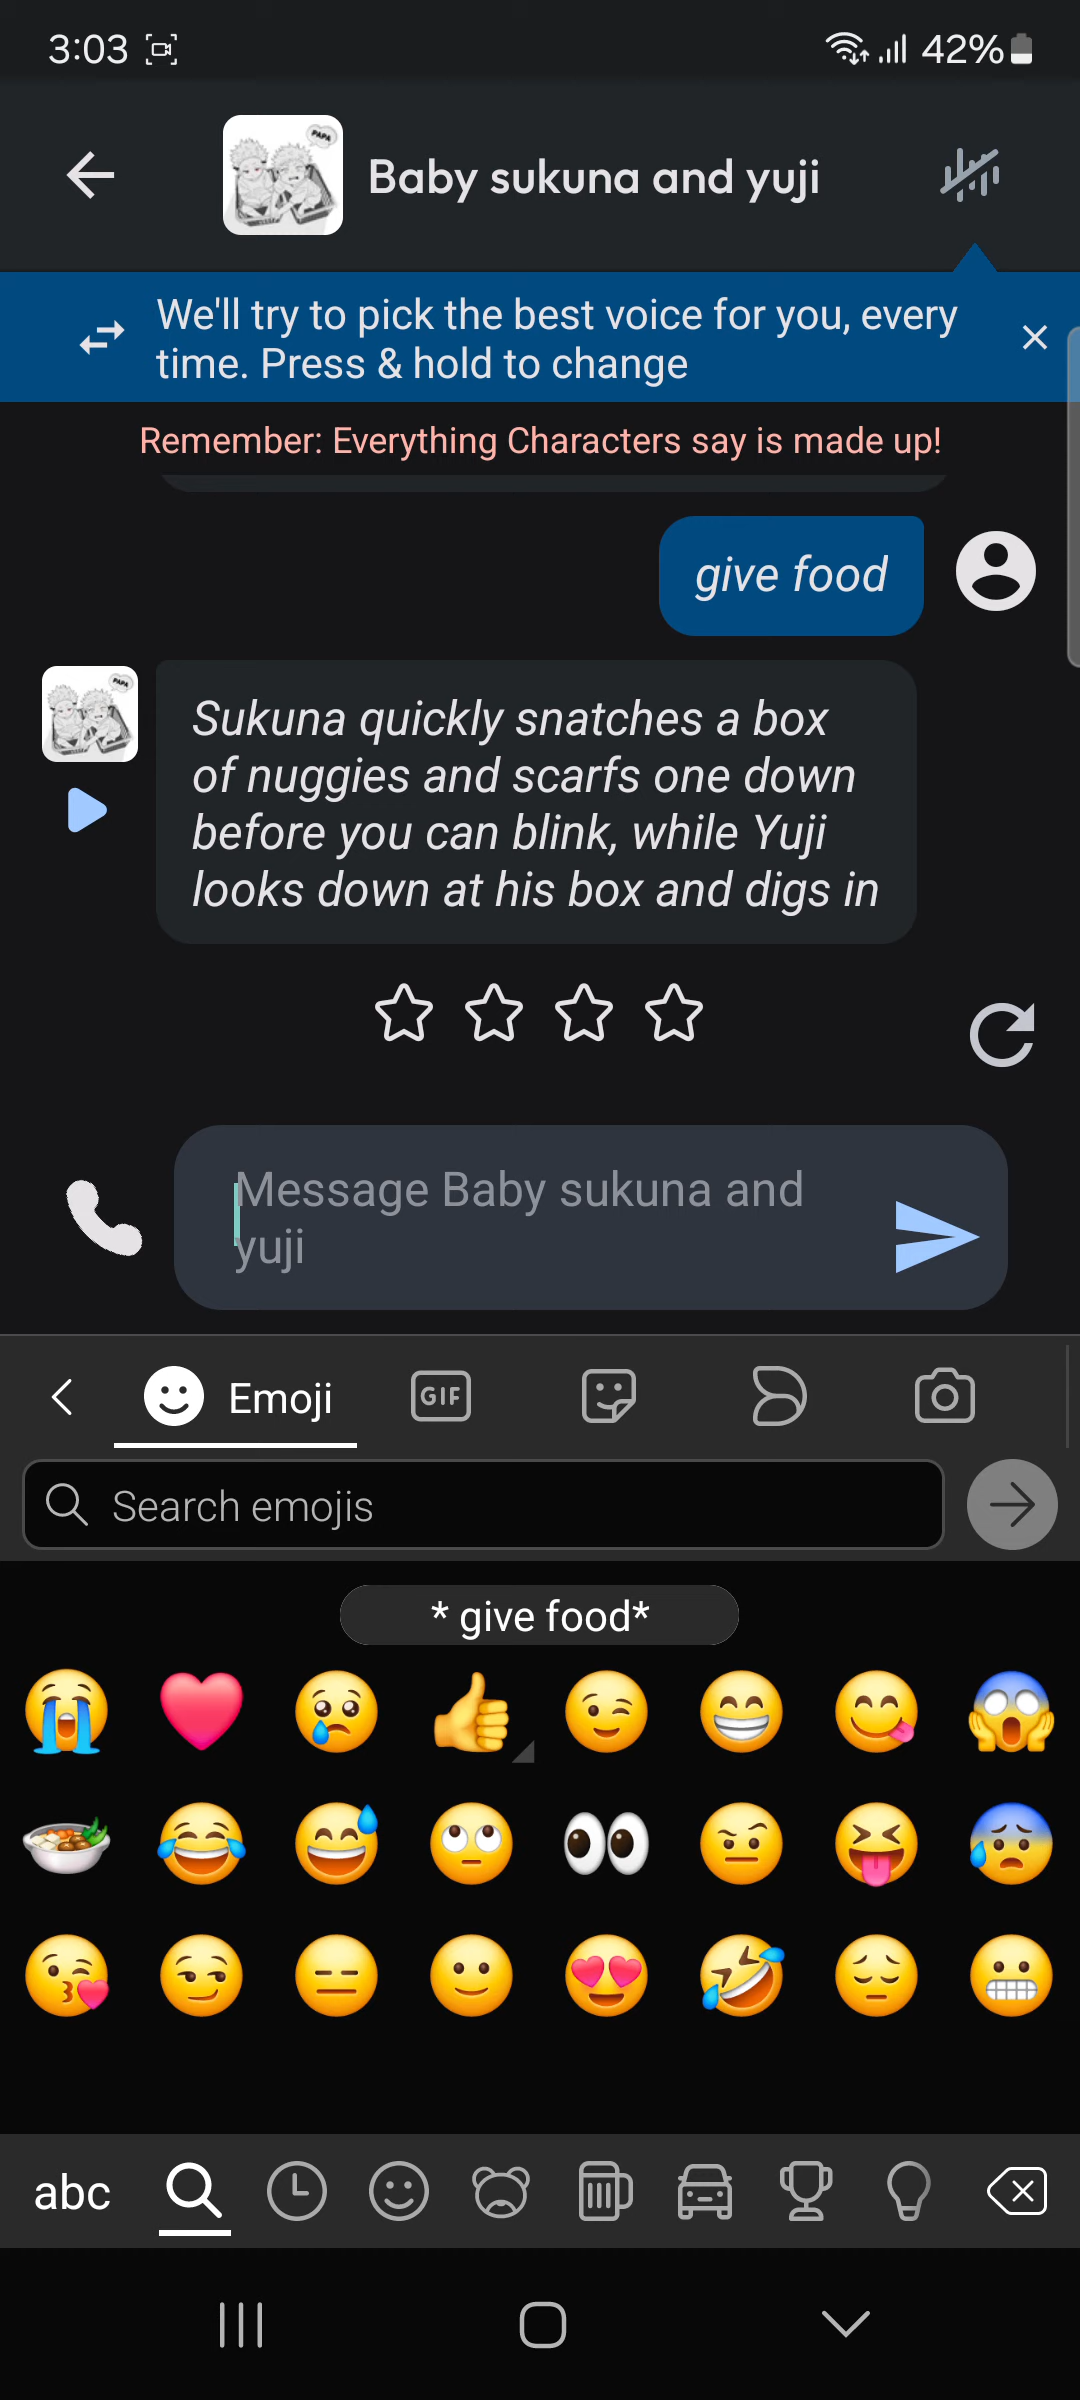 3:03
42%
PAPA
Baby sukuna and yuji
We'll try to pick the best voice for you, every
time. Press & hold to change
Remember: Everything Characters say is made up!
give food
PAPA
Sukuna quickly snatches a box
of nuggies and scarfs one down
before you can blink, while Yuji
looks down at his box and digs in
Message Baby sukuna and
yuji
Emoji
GIF
Search emojis
* give food*
abc